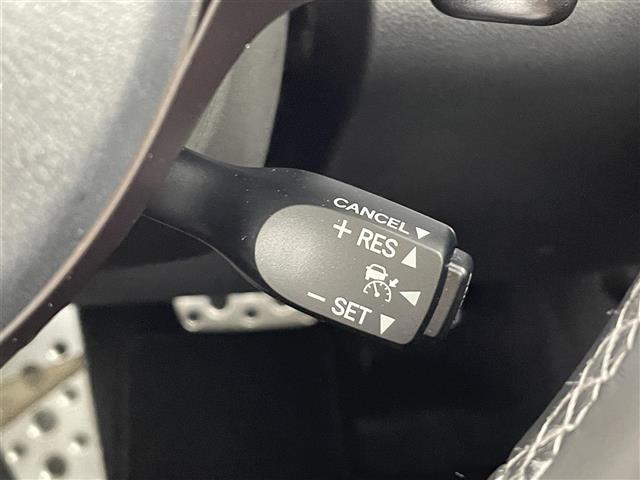 CANCEL▼
+ RES▲
− SET▼